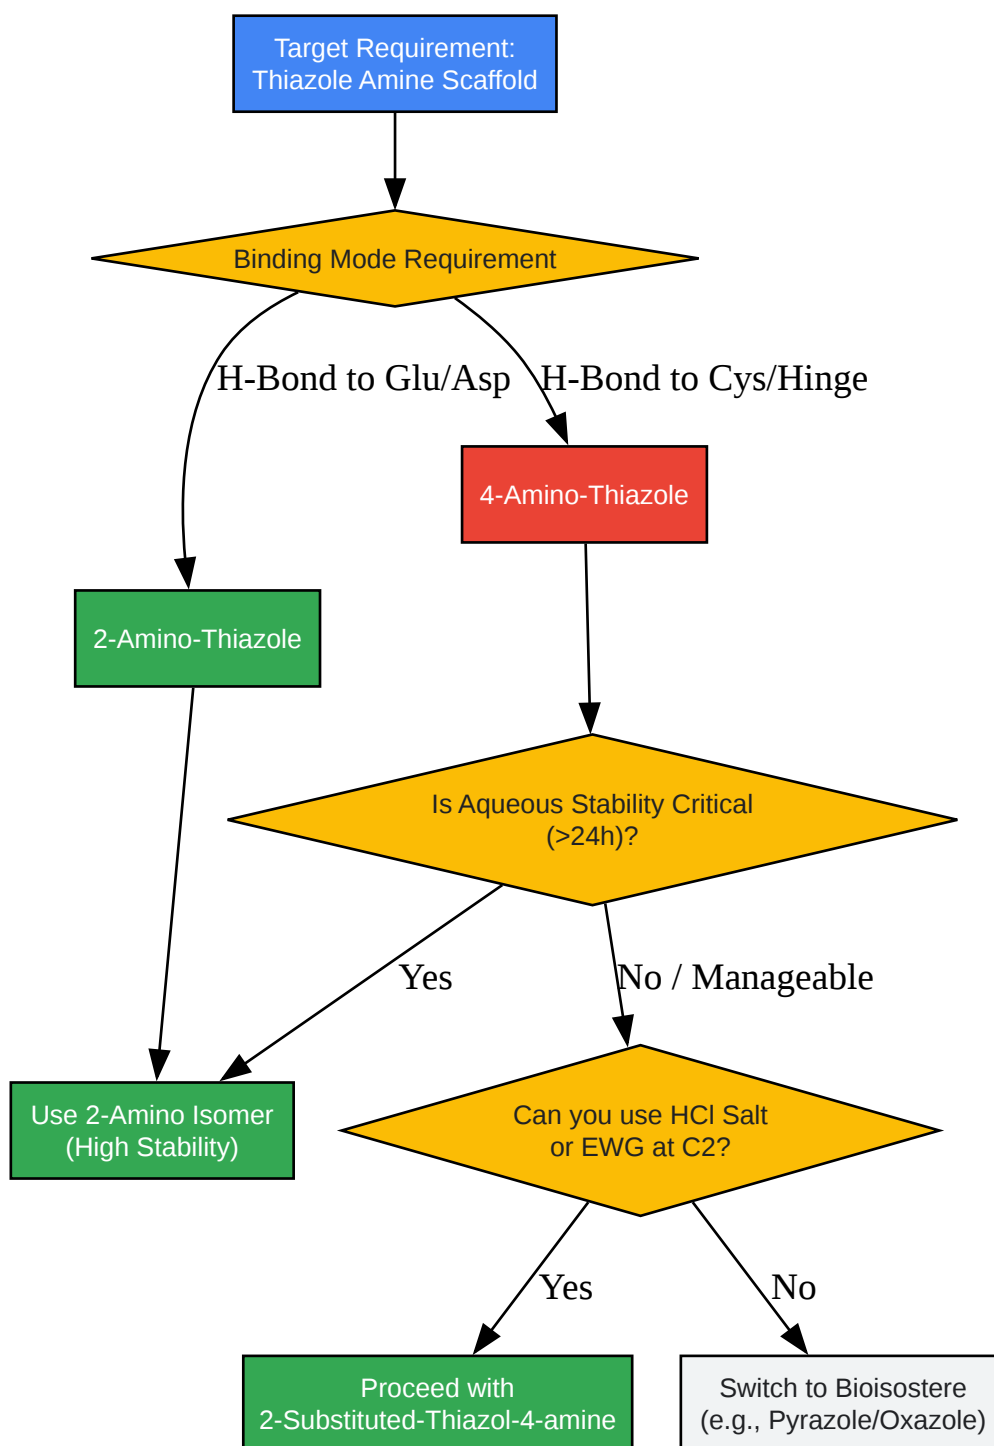 Target Requirement:
Thiazole Amine Scaffold
Binding Mode Requirement
H-Bond to Glu/Asp
H-Bond to Cys/Hinge
4-Amino-Thiazole
2-Amino-Thiazole
Is Aqueous Stability Critical
(>24h)?
Yes
No / Manageable
Use 2-Amino Isomer
(High Stability)
Can you use HCl Salt
or EWG at C2?
Yes
No
Proceed with
2-Substituted-Thiazol-4-amine
Switch to Bioisostere
(e.g., Pyrazole/Oxazole)